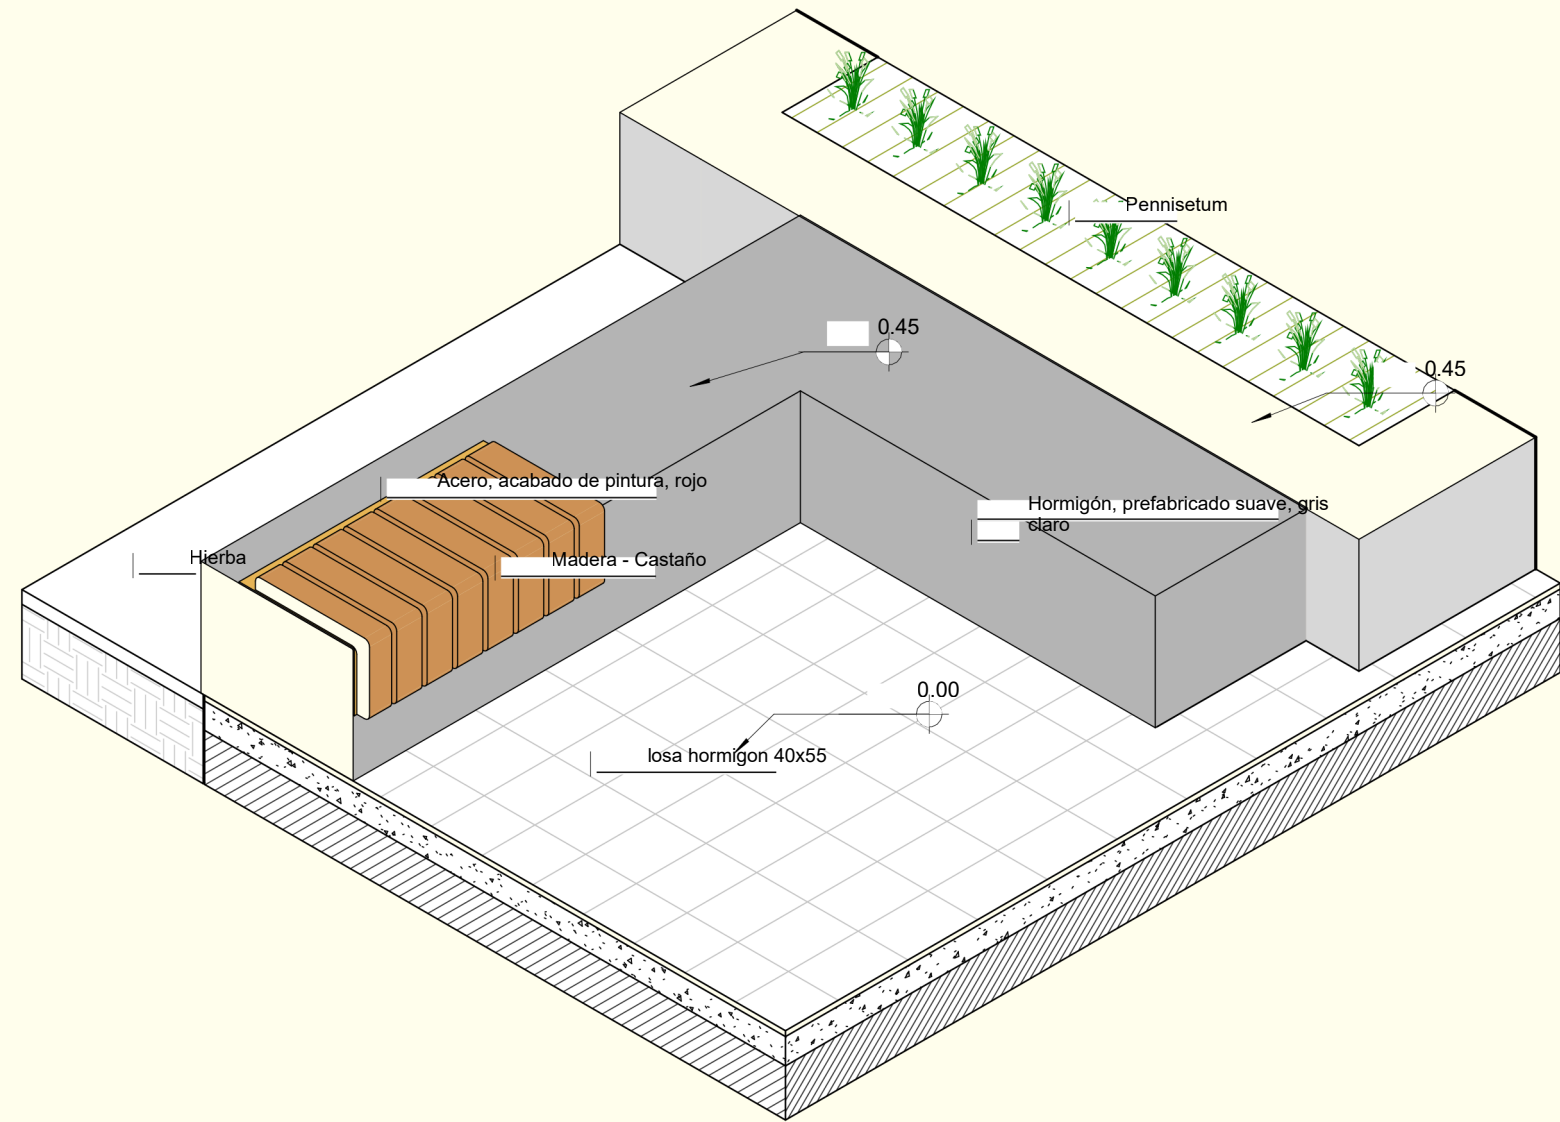 Pennisetum
0.45
0.45
Acero, acabado de pintura, rojo
Hormigón, prefabricado suave, gris
claro
Hierba
Madera - Castaño
0.00
losa hormigon 40x55